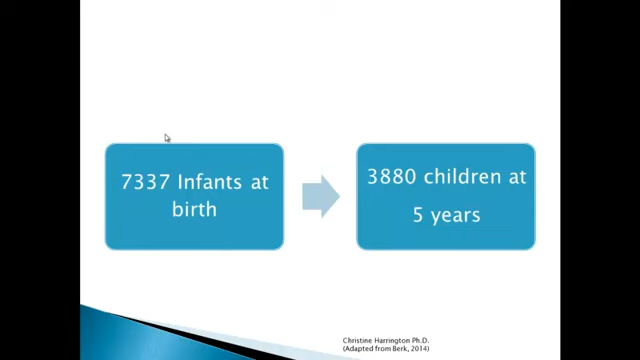 7337 Infants at
birth
3880 children at
5 years
Christine Harrington Ph.D.
(Adapted from Berk, 2014)